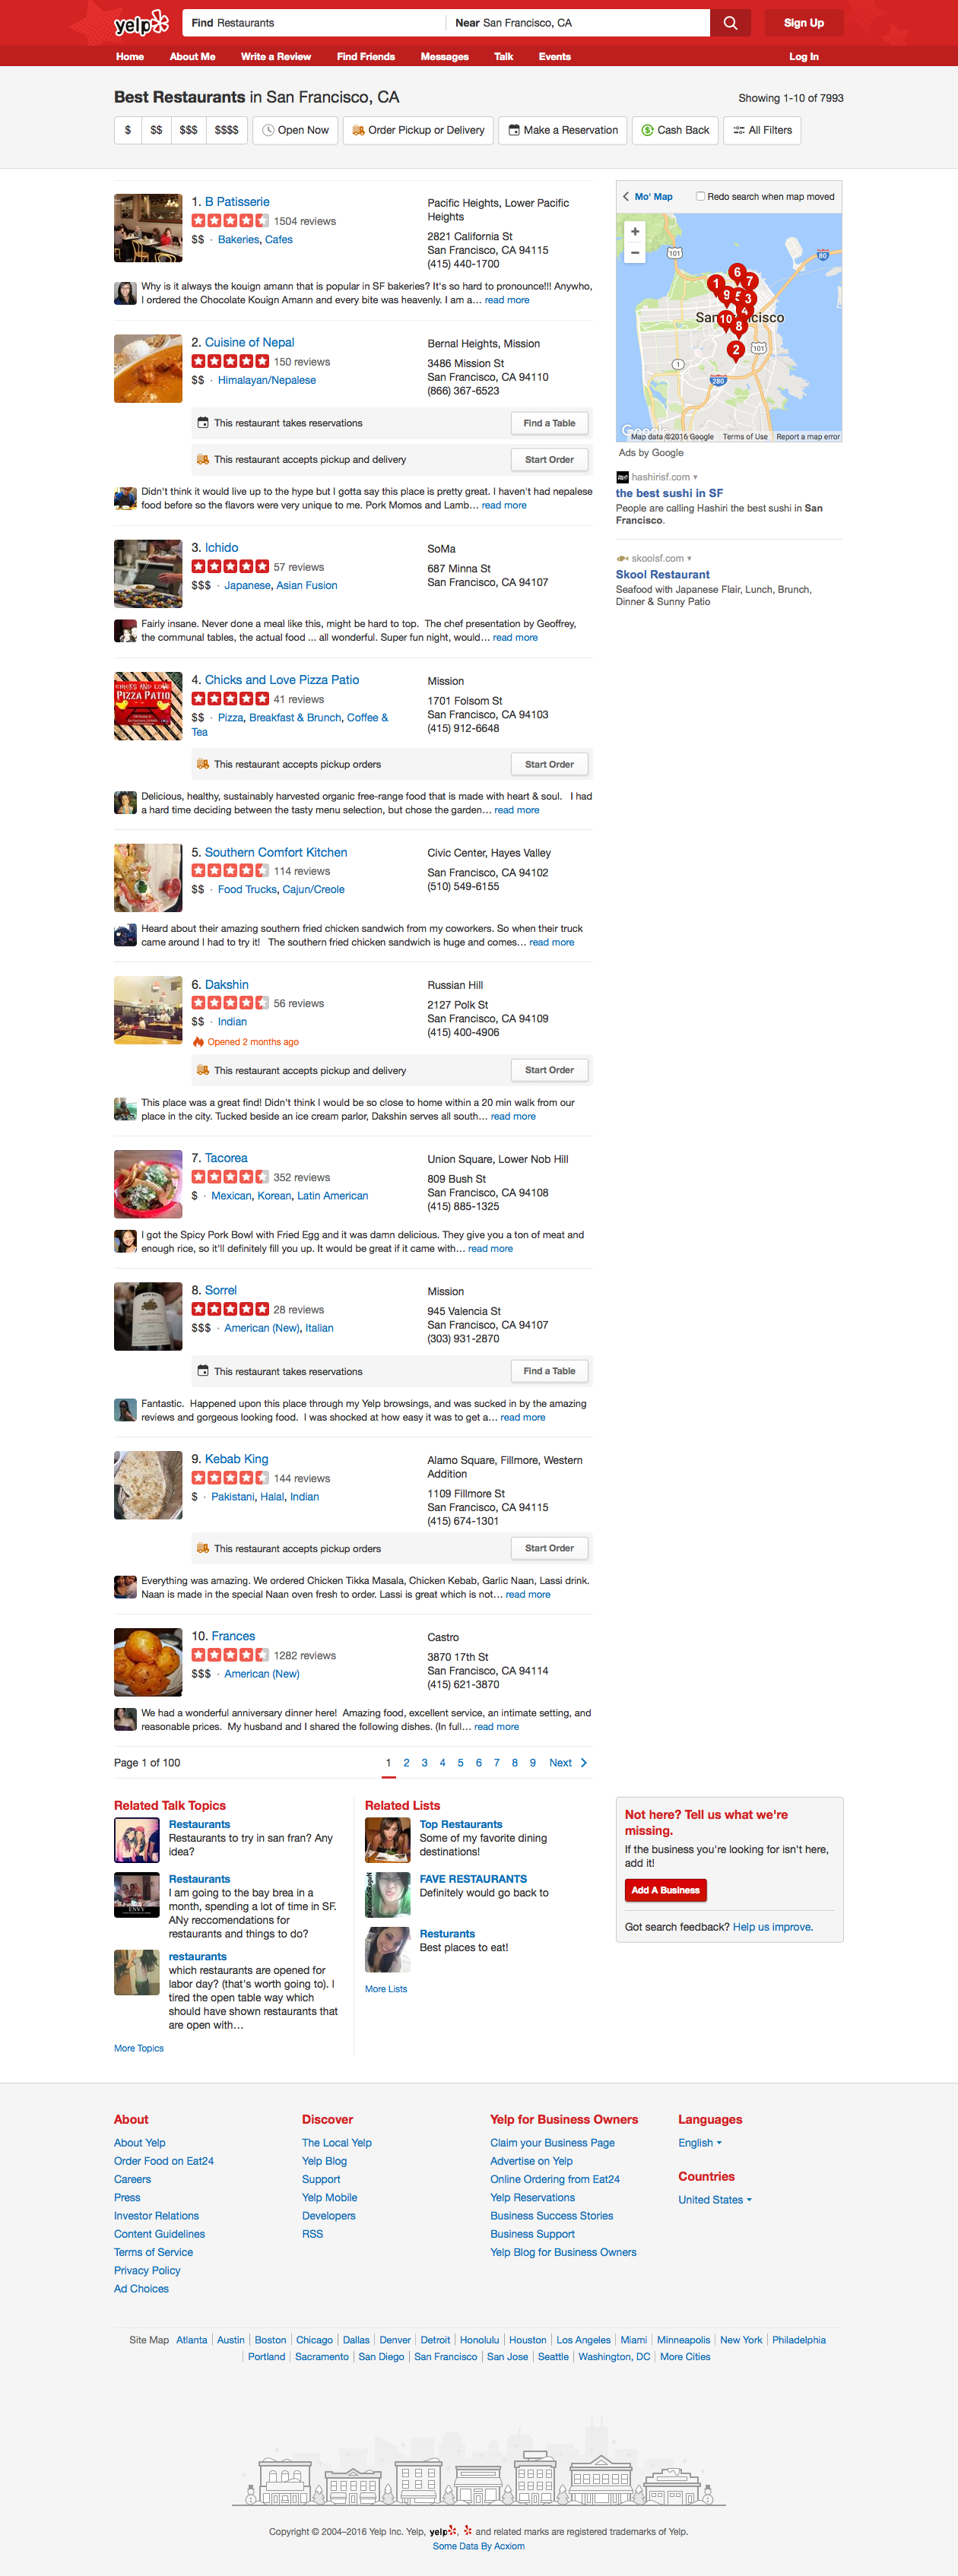 yelp
Find Restaurants
Near San Francisco, CA
Sign Up
Home About Me Write a Review Find Friends Messages Talk Events Log In
Best Restaurants in San Francisco, CA
Showing 1-10 of 7993
$ $$ $$$ $$$$ Open Now Order Pickup or Delivery Make a Reservation Cash Back All Filters
1. B Patisserie
1504 reviews
$$ · Bakeries, Cafes
Pacific Heights, Lower Pacific
Heights
2821 California St
San Francisco, CA 94115
(415) 440-1700
Why is it always the kouign amann that is popular in SF bakeries? It's so hard to pronounce!!! Anywho,
I ordered the Chocolate Kouign Amann and every bite was heavenly. I am a… read more
2. Cuisine of Nepal
150 reviews
$$ · Himalayan/Nepalese
Bernal Heights, Mission
3486 Mission St
San Francisco, CA 94110
(866) 367-6523
This restaurant takes reservations
Find a Table
This restaurant accepts pickup and delivery
Start Order
Didn't think it would live up to the hype but I gotta say this place is pretty great. I haven't had nepalese
food before so the flavors were very unique to me. Pork Momos and Lamb… read more
3. Ichido
57 reviews
$$$ · Japanese, Asian Fusion
SoMa
687 Minna St
San Francisco, CA 94107
Fairly insane. Never done a meal like this, might be hard to top. The chef presentation by Geoffrey,
the communal tables, the actual food ... all wonderful. Super fun night, would… read more
4. Chicks and Love Pizza Patio
41 reviews
$$ · Pizza, Breakfast & Brunch, Coffee &
Tea
Mission
1701 Folsom St
San Francisco, CA 94103
(415) 912-6648
CHICKS AND LOVE
PIZZA PATIO
This restaurant accepts pickup orders
Start Order
Delicious, healthy, sustainably harvested organic free-range food that is made with heart & soul. I had
a hard time deciding between the tasty menu selection, but chose the garden… read more
5. Southern Comfort Kitchen
114 reviews
$$ · Food Trucks, Cajun/Creole
Civic Center, Hayes Valley
San Francisco, CA 94102
(510) 549-6155
Heard about their amazing southern fried chicken sandwich from my coworkers. So when their truck
came around I had to try it! The southern fried chicken sandwich is huge and comes… read more
6. Dakshin
56 reviews
$$ · Indian
Opened 2 months ago
Russian Hill
2127 Polk St
San Francisco, CA 94109
(415) 400-4906
This restaurant accepts pickup and delivery
Start Order
This place was a great find! Didn't think I would be so close to home within a 20 min walk from our
place in the city. Tucked beside an ice cream parlor, Dakshin serves all south… read more
7. Tacorea
352 reviews
$ · Mexican, Korean, Latin American
Union Square, Lower Nob Hill
809 Bush St
San Francisco, CA 94108
(415) 885-1325
I got the Spicy Pork Bowl with Fried Egg and it was damn delicious. They give you a ton of meat and
enough rice, so it'll definitely fill you up. It would be great if it came with… read more
8. Sorrel
28 reviews
$$$ · American (New), Italian
Mission
945 Valencia St
San Francisco, CA 94107
(303) 931-2870
This restaurant takes reservations
Find a Table
Fantastic. Happened upon this place through my Yelp browsings, and was sucked in by the amazing
reviews and gorgeous looking food. I was shocked at how easy it was to get a… read more
9. Kebab King
144 reviews
$ · Pakistani, Halal, Indian
Alamo Square, Fillmore, Western
Addition
1109 Fillmore St
San Francisco, CA 94115
(415) 674-1301
This restaurant accepts pickup orders
Start Order
Everything was amazing. We ordered Chicken Tikka Masala, Chicken Kebab, Garlic Naan, Lassi drink.
Naan is made in the special Naan oven fresh to order. Lassi is great which is not… read more
10. Frances
1282 reviews
$$$ · American (New)
Castro
3870 17th St
San Francisco, CA 94114
(415) 621-3870
We had a wonderful anniversary dinner here! Amazing food, excellent service, an intimate setting, and
reasonable prices. My husband and I shared the following dishes. (In full… read more
Page 1 of 100
1 2 3 4 5 6 7 8 9 Next
Mo' Map
Redo search when map moved
+
−
101
80
6
1 7
9 5 3
4
San cisco
10 8
2 101
1
280
Google
Map data ©2016 Google Terms of Use Report a map error
Ads by Google
hashirisf.com
the best sushi in SF
People are calling Hashiri the best sushi in San
Francisco.
skoolsf.com
Skool Restaurant
Seafood with Japanese Flair, Lunch, Brunch,
Dinner & Sunny Patio
Related Talk Topics
Restaurants
Restaurants to try in san fran? Any
idea?
Restaurants
I am going to the bay brea in a
month, spending a lot of time in SF.
ANy reccomendations for
restaurants and things to do?
ENVY
restaurants
which restaurants are opened for
labor day? (that's worth going to). I
tired the open table way which
should have shown restaurants that
are open with…
More Topics
Related Lists
Top Restaurants
Some of my favorite dining
destinations!
FAVE RESTAURANTS
Definitely would go back to
Resturants
Best places to eat!
More Lists
Not here? Tell us what we're
missing.
If the business you're looking for isn't here,
add it!
Add A Business
Got search feedback? Help us improve.
About
About Yelp
Order Food on Eat24
Careers
Press
Investor Relations
Content Guidelines
Terms of Service
Privacy Policy
Ad Choices
Discover
The Local Yelp
Yelp Blog
Support
Yelp Mobile
Developers
RSS
Yelp for Business Owners
Claim your Business Page
Advertise on Yelp
Online Ordering from Eat24
Yelp Reservations
Business Success Stories
Business Support
Yelp Blog for Business Owners
Languages
English
Countries
United States
Site Map Atlanta Austin Boston Chicago Dallas Denver Detroit Honolulu Houston Los Angeles Miami Minneapolis New York Philadelphia
Portland Sacramento San Diego San Francisco San Jose Seattle Washington, DC More Cities
Copyright © 2004–2016 Yelp Inc. Yelp, yelp, and related marks are registered trademarks of Yelp.
Some Data By Acxiom